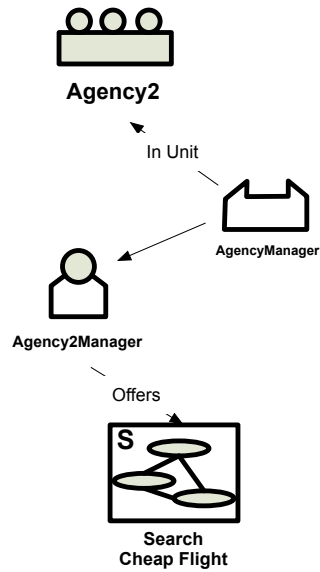 Agency2
In Unit
AgencyManager
Agency2Manager
Offers
S
Search
Cheap Flight